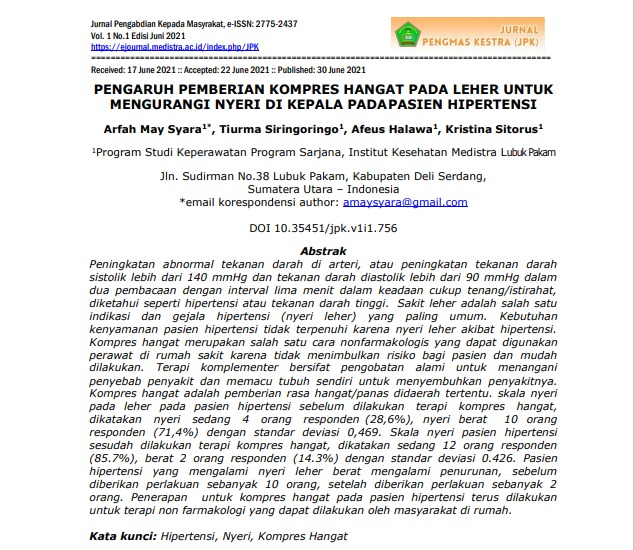 Jurnal Pengabdian Kepada Masyrakat, e-ISSN: 2775-2437
Vol. 1 No.1 Edisi Juni 2021
https://ejournal.medistra.ac.id/index.php/JPK
JURNAL
PENGMAS KESTRA (JPK)
==========================================================================================
Received: 17 June 2021 :: Accepted: 22 June 2021 :: Published: 30 June 2021
PENGARUH PEMBERIAN KOMPRES HANGAT PADA LEHER UNTUK
MENGURANGI NYERI DI KEPALA PADAPASIEN HIPERTENSI
Arfah May Syara1*, Tiurma Siringoringo1, Afeus Halawa1, Kristina Sitorus1
1Program Studi Keperawatan Program Sarjana, Institut Kesehatan Medistra Lubuk Pakam
Jln. Sudirman No.38 Lubuk Pakam, Kabupaten Deli Serdang,
Sumatera Utara – Indonesia
*email korespondensi author: amaysyara@gmail.com
DOI 10.35451/jpk.v1i1.756
Abstrak
Peningkatan abnormal tekanan darah di arteri, atau peningkatan tekanan darah
sistolik lebih dari 140 mmHg dan tekanan darah diastolik lebih dari 90 mmHg dalam
dua pembacaan dengan interval lima menit dalam keadaan cukup tenang/istirahat,
diketahui seperti hipertensi atau tekanan darah tinggi. Sakit leher adalah salah satu
indikasi dan gejala hipertensi (nyeri leher) yang paling umum. Kebutuhan
kenyamanan pasien hipertensi tidak terpenuhi karena nyeri leher akibat hipertensi.
Kompres hangat merupakan salah satu cara nonfarmakologis yang dapat digunakan
perawat di rumah sakit karena tidak menimbulkan risiko bagi pasien dan mudah
dilakukan. Terapi komplementer bersifat pengobatan alami untuk menangani
penyebab penyakit dan memacu tubuh sendiri untuk menyembuhkan penyakitnya.
Kompres hangat adalah pemberian rasa hangat/panas didaerah tertentu. skala nyeri
pada leher pada pasien hipertensi sebelum dilakukan terapi kompres hangat,
dikatakan nyeri sedang 4 orang responden (28,6%), nyeri berat 10 orang
responden (71,4%) dengan standar deviasi 0,469. Skala nyeri pasien hipertensi
sesudah dilakukan terapi kompres hangat, dikatakan sedang 12 orang responden
(85.7%), berat 2 orang responden (14.3%) dengan standar deviasi 0.426. Pasien
hipertensi yang mengalami nyeri leher berat mengalami penurunan, sebelum
diberikan perlakuan sebanyak 10 orang, setelah diberikan perlakuan sebanyak 2
orang. Penerapan untuk kompres hangat pada pasien hipertensi terus dilakukan
untuk terapi non farmakologi yang dapat dilakukan oleh masyarakat di rumah.
Kata kunci: Hipertensi, Nyeri, Kompres Hangat